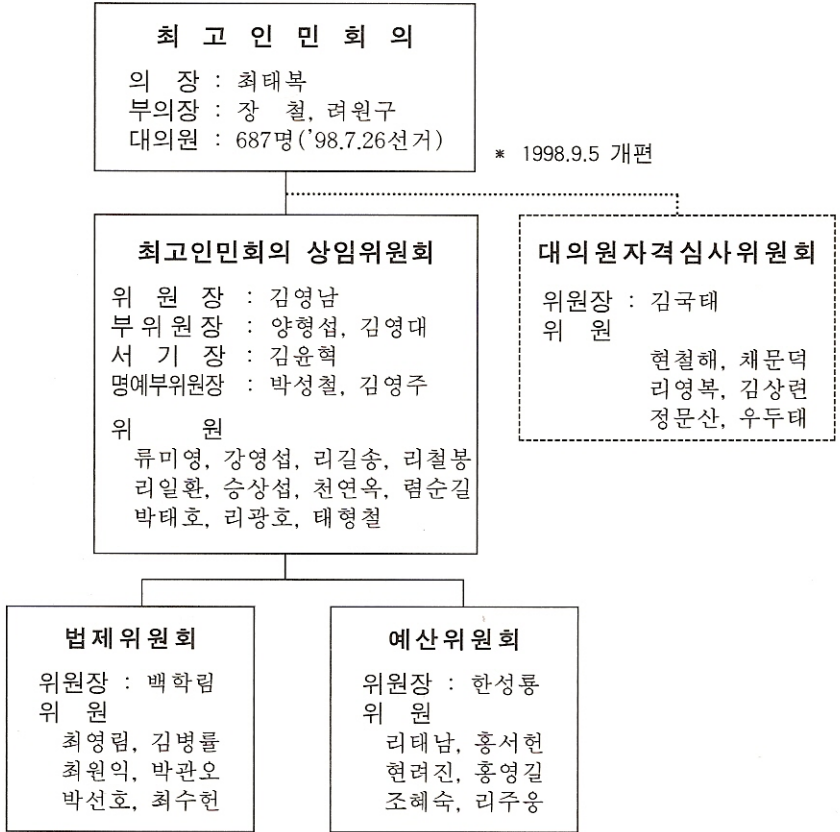 최 고 인 민 회 의
의 장 : 최태복
부의장 : 장 철, 려원구
대의원 : 687명('98.7.26선거)
* 1998.9.5 개편
최고인민회의 상임위원회
위 원 장 : 김영남
부위원장 : 양형섭, 김영대
서 기 장 : 김윤혁
명예부위원장 : 박성철, 김영주
위 원
류미영, 강영섭, 리길송, 리철봉
리일환, 승상섭, 천연옥, 렴순길
박태호, 리광호, 태형철
대의원자격심사위원회
위원장 : 김국태
위 원
현철해, 채문덕
리영복, 김상련
정문산, 우두태
법제위원회
위원장 : 백학림
위 원
최영림, 김병률
최원익, 박관오
박선호, 최수헌
예산위원회
위원장 : 한성룡
위 원
리태남, 홍서헌
현려진, 홍영길
조혜숙, 리주웅